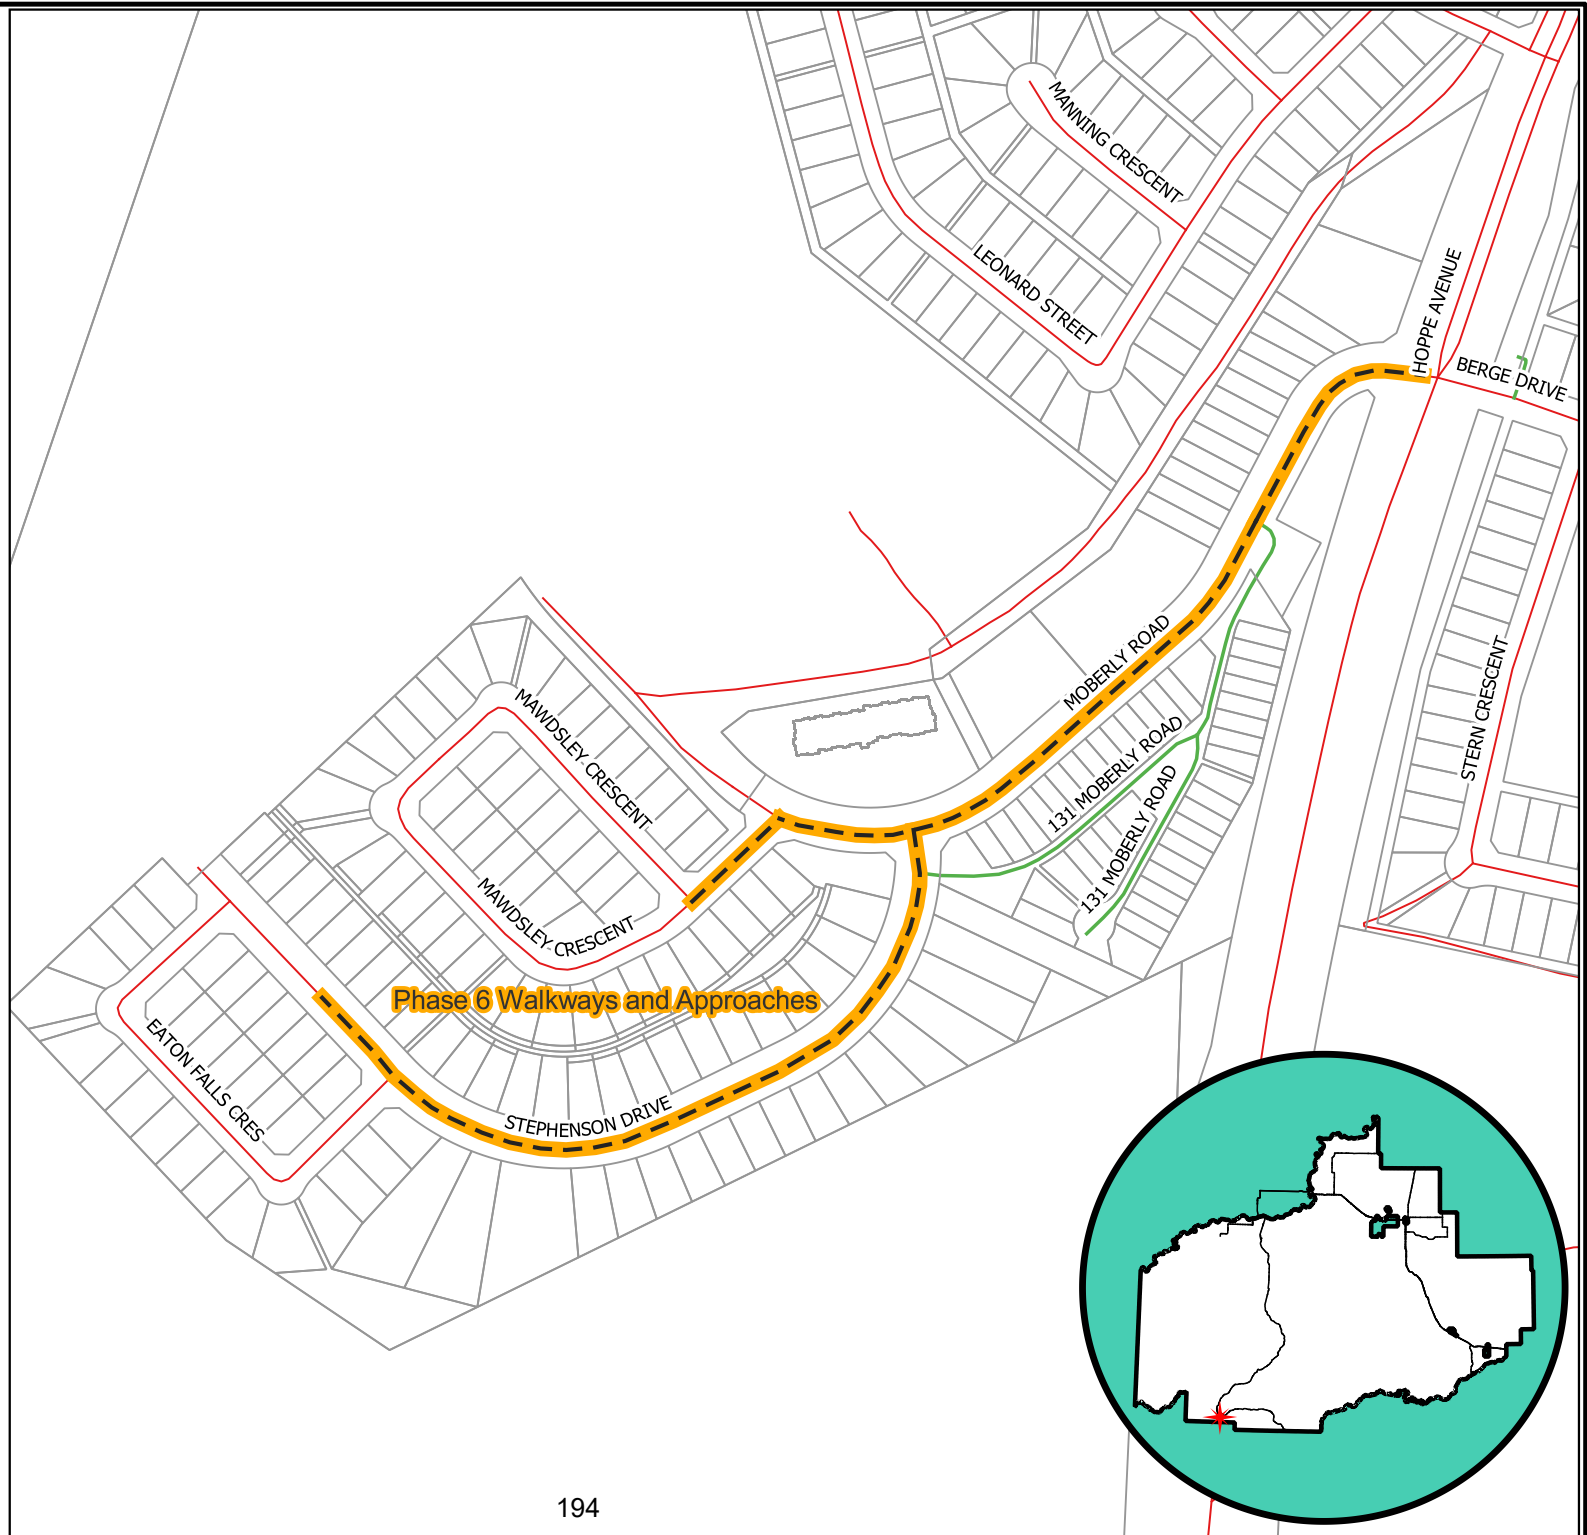 MANNING CRESCENT
LEONARD STREET
HOPPE AVENUE
BERGE DRIVE
MOBERLY ROAD
STERN CRESCENT
MAWDSLEY CRESCENT
131 MOBERLY ROAD
131 MOBERLY ROAD
MAWDSLEY CRESCENT
Phase 6 Walkways and Approaches
EATON FALLS CRES
STEPHENSON DRIVE
194